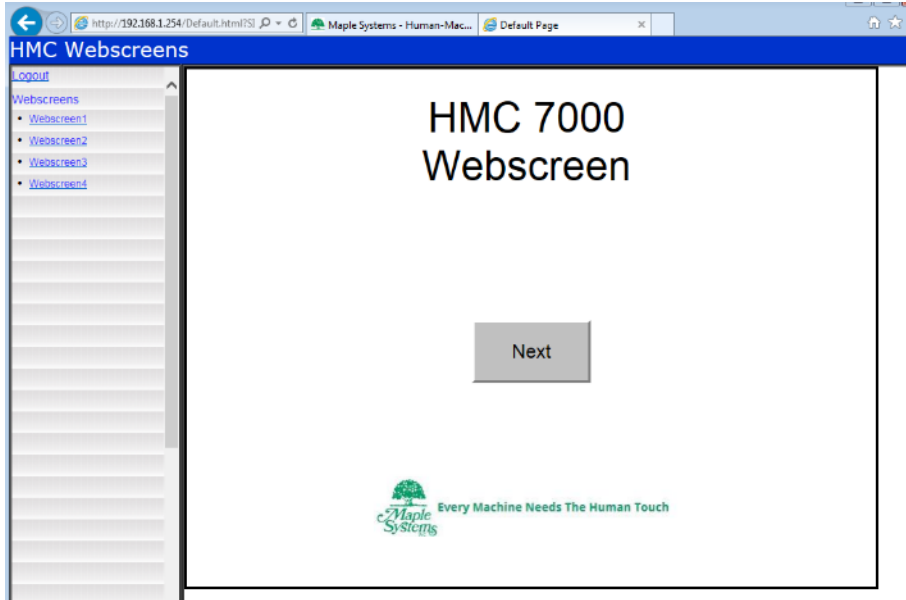 http://192.168.1.254/Default.html?SI
Maple Systems - Human-Mac...
Default Page
HMC Webscreens
Logout
Webscreens
• Webscreen1
• Webscreen2
• Webscreen3
• Webscreen4
HMC 7000
Webscreen
Next
Maple
Systems
Every Machine Needs The Human Touch